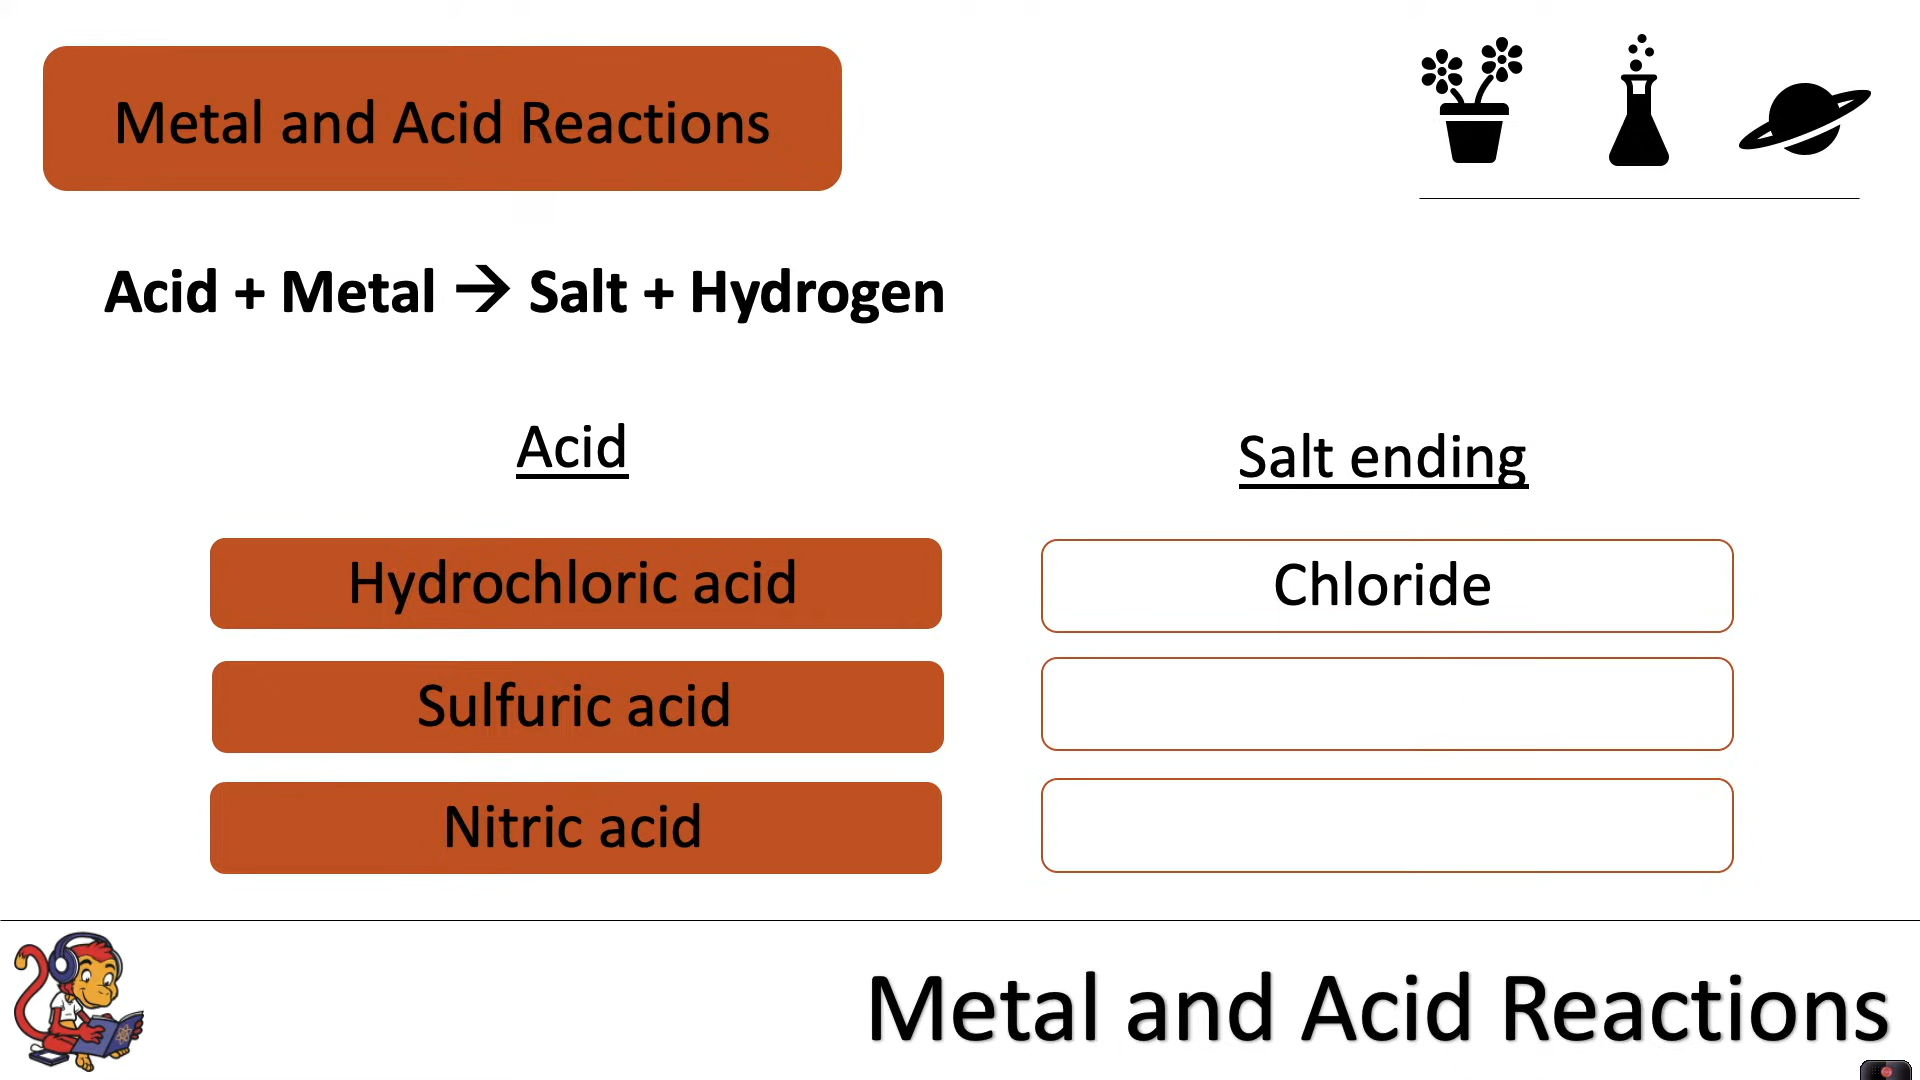 Metal and Acid Reactions
Acid + Metal → Salt + Hydrogen
Acid
Salt ending
Hydrochloric acid
Chloride
Sulfuric acid
Nitric acid
Metal and Acid Reactions